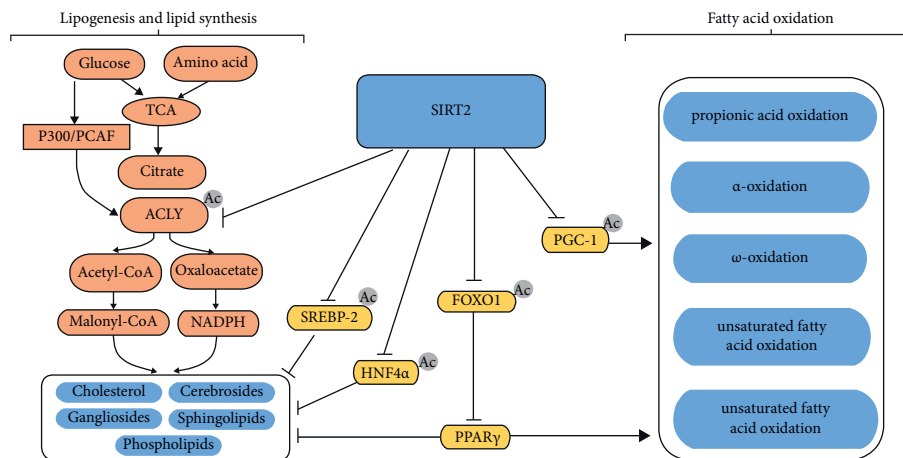 Lipogenesis and lipid synthesis
Fatty acid oxidation
Glucose
Amino acid
TCA
P300/PCAF
Citrate
Ac
ACLY
Acetyl-CoA
Oxaloacetate
Malonyl-CoA
NADPH
Cholesterol
Cerebrosides
Gangliosides
Sphingolipids
Phospholipids
SIRT2
Ac
SREBP-2
Ac
HNF4α
Ac
FOXO1
PPARγ
Ac
PGC-1
propionic acid oxidation
α-oxidation
ω-oxidation
unsaturated fatty
acid oxidation
unsaturated fatty
acid oxidation